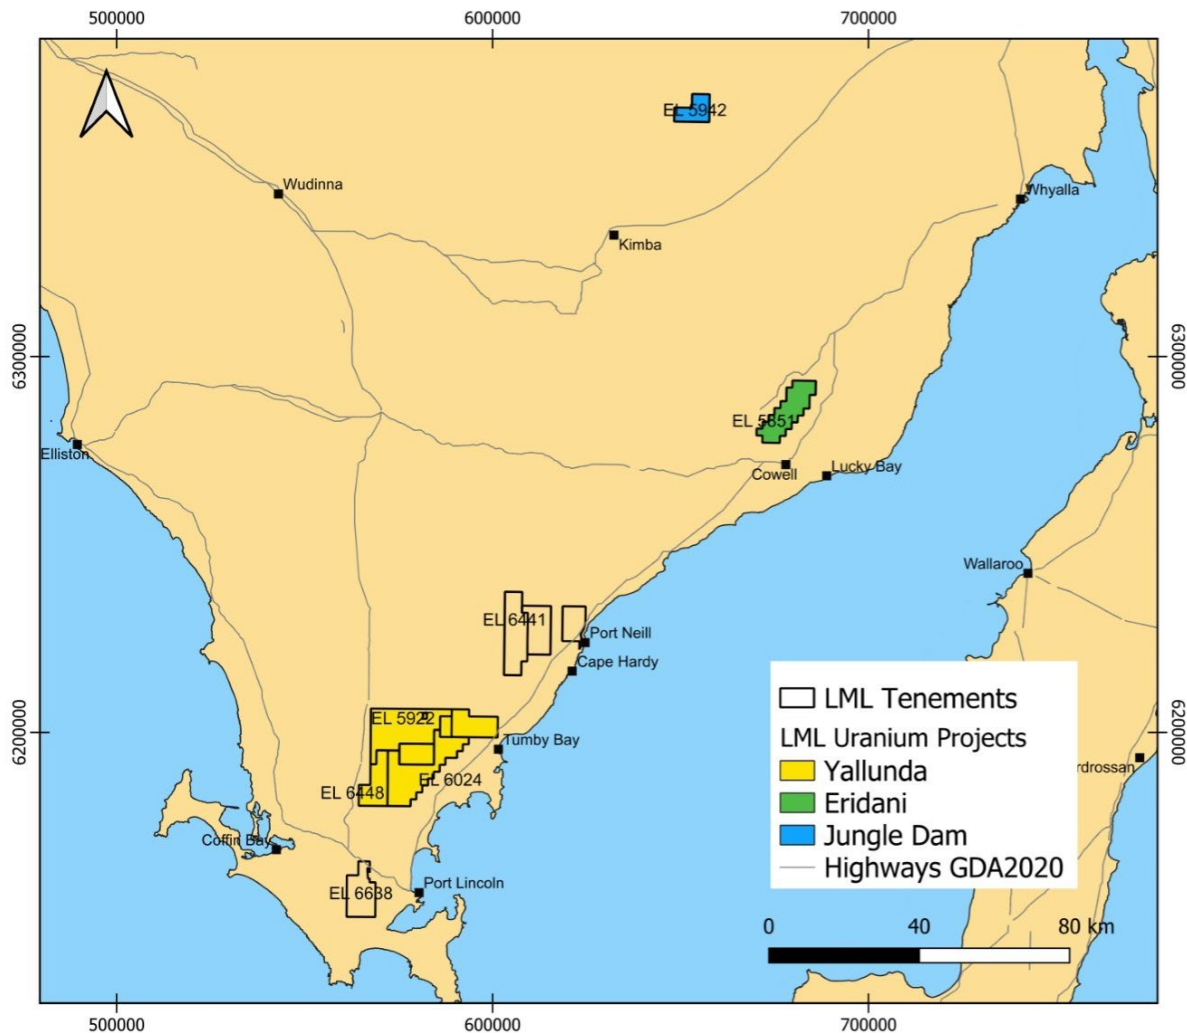 500000
600000
700000
EL 5942
Wudinna
Whyalla
Kimba
6300000
6300000
EL 5851
Elliston
Cowell
Lucky Bay
Wallaroo
EL 6441
Port Neill
Cape Hardy
EL 5922
6200000
6200000
Tumby Bay
EL 6024
EL 6448
rdrossan
Coffin Bay
EL 6638
Port Lincoln
LML Tenements
LML Uranium Projects
Yallunda
Eridani
Jungle Dam
Highways GDA2020
0 40 80 km
500000
600000
700000